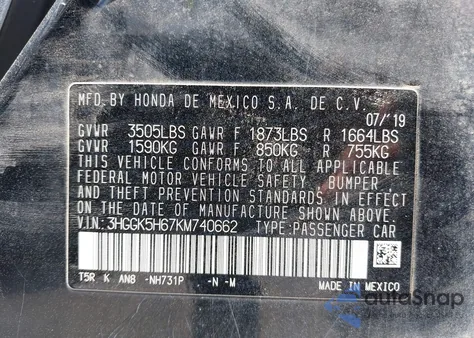 MFD.BY HONDA DE MEXICO S.A. DE C.V.
07/'19
GVWR 3505LBS GAWR F 1873LBS R 1664LBS
GVWR 1590KG GAWR F 850KG R 755KG
THIS VEHICLE CONFORMS TO ALL APPLICABLE
FEDERAL MOTOR VEHICLE SAFETY, BUMPER
AND THEFT PREVENTION STANDARDS IN EFFECT
ON THE DATE OF MANUFACTURE SHOWN ABOVE.
V.I.N.: 3HGGK5H67KM740662 TYPE:PASSENGER CAR
T5R K AN8 -NH731P -N -M MADE IN MEXICO
autoSnap